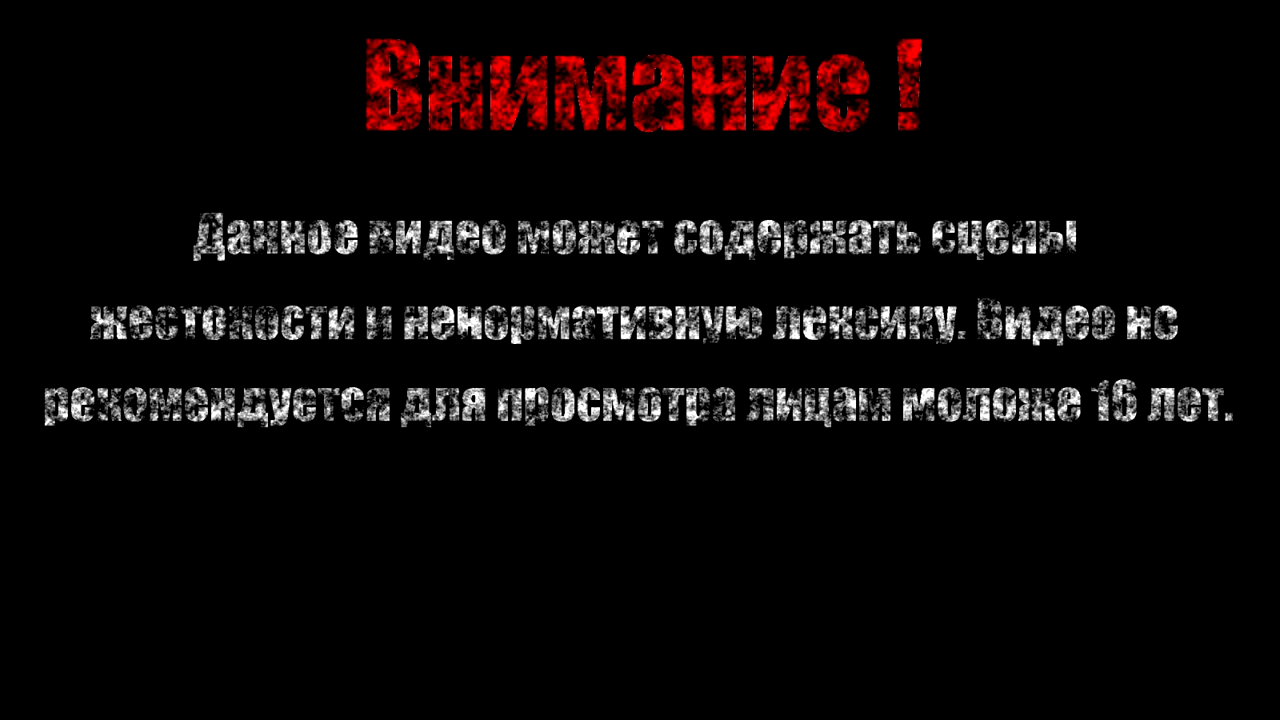 Внимание !
Данное видео может содержать сцены
жестокости и ненормативную лексику. Видео не
рекомендуется для просмотра лицам моложе 16 лет.